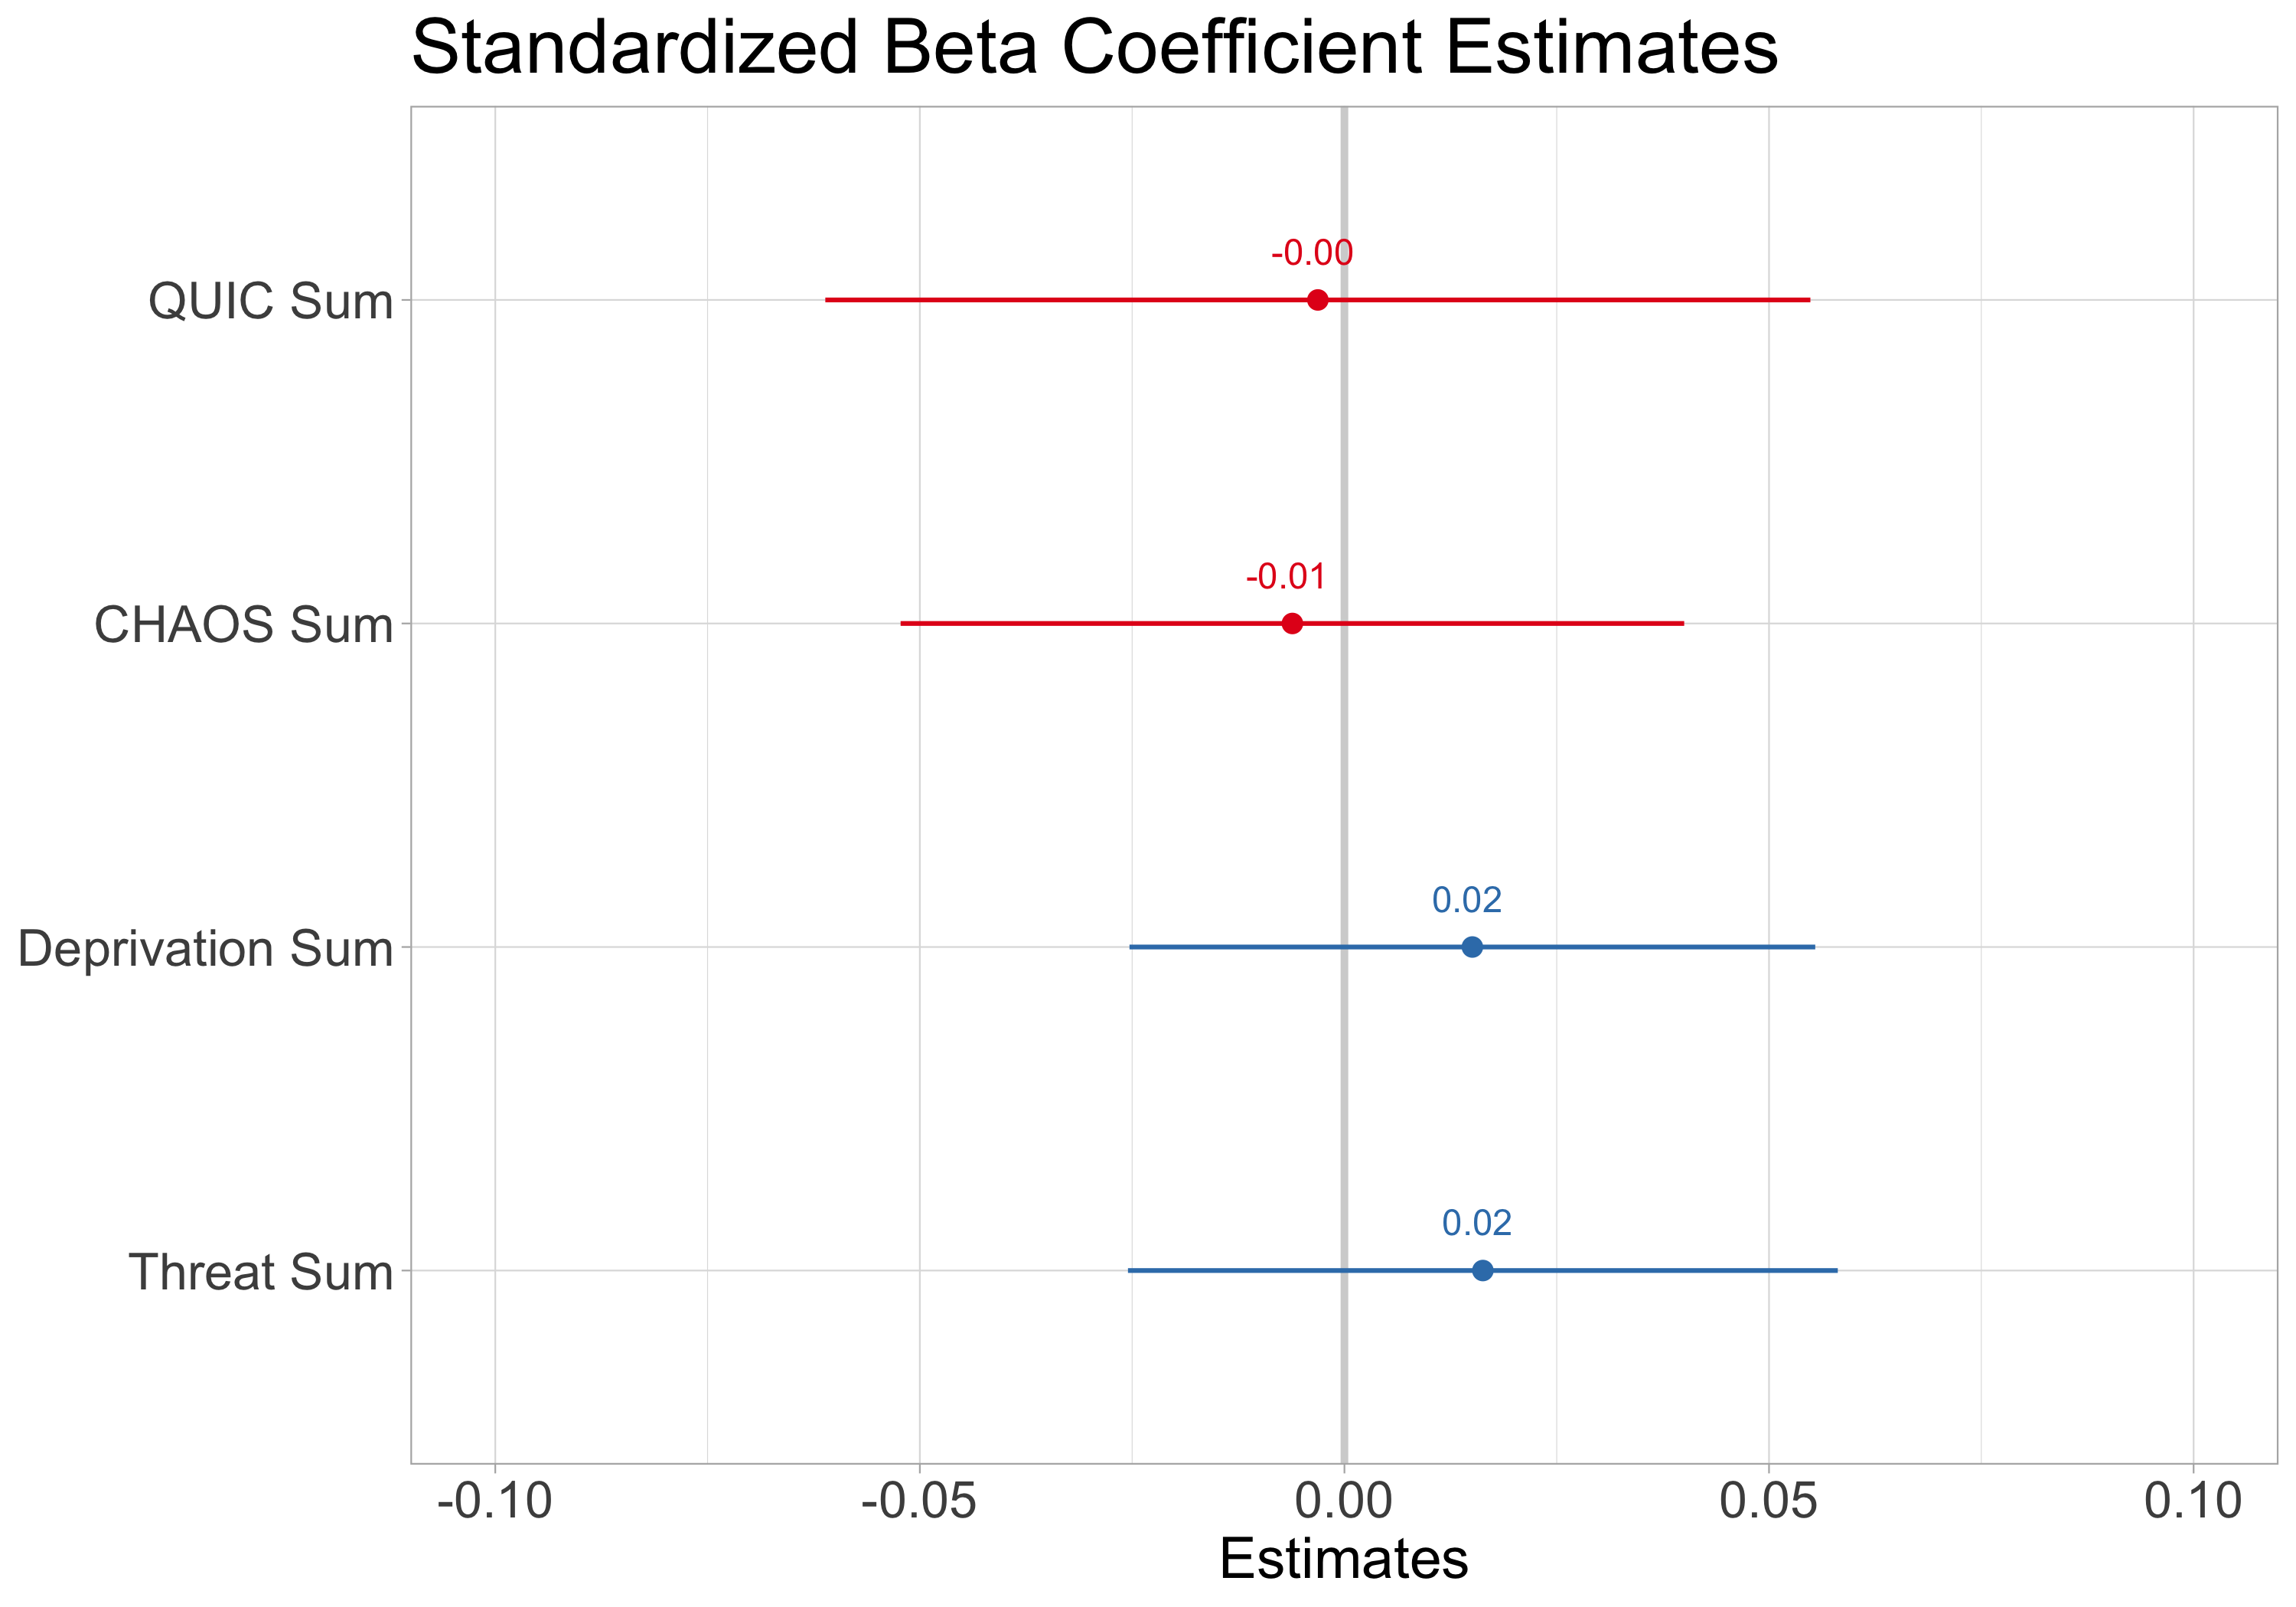 Standardized Beta Coefficient Estimates
QUIC Sum
-0.00
CHAOS Sum
-0.01
Deprivation Sum
0.02
Threat Sum
0.02
-0.10 -0.05 0.00 0.05 0.10
Estimates